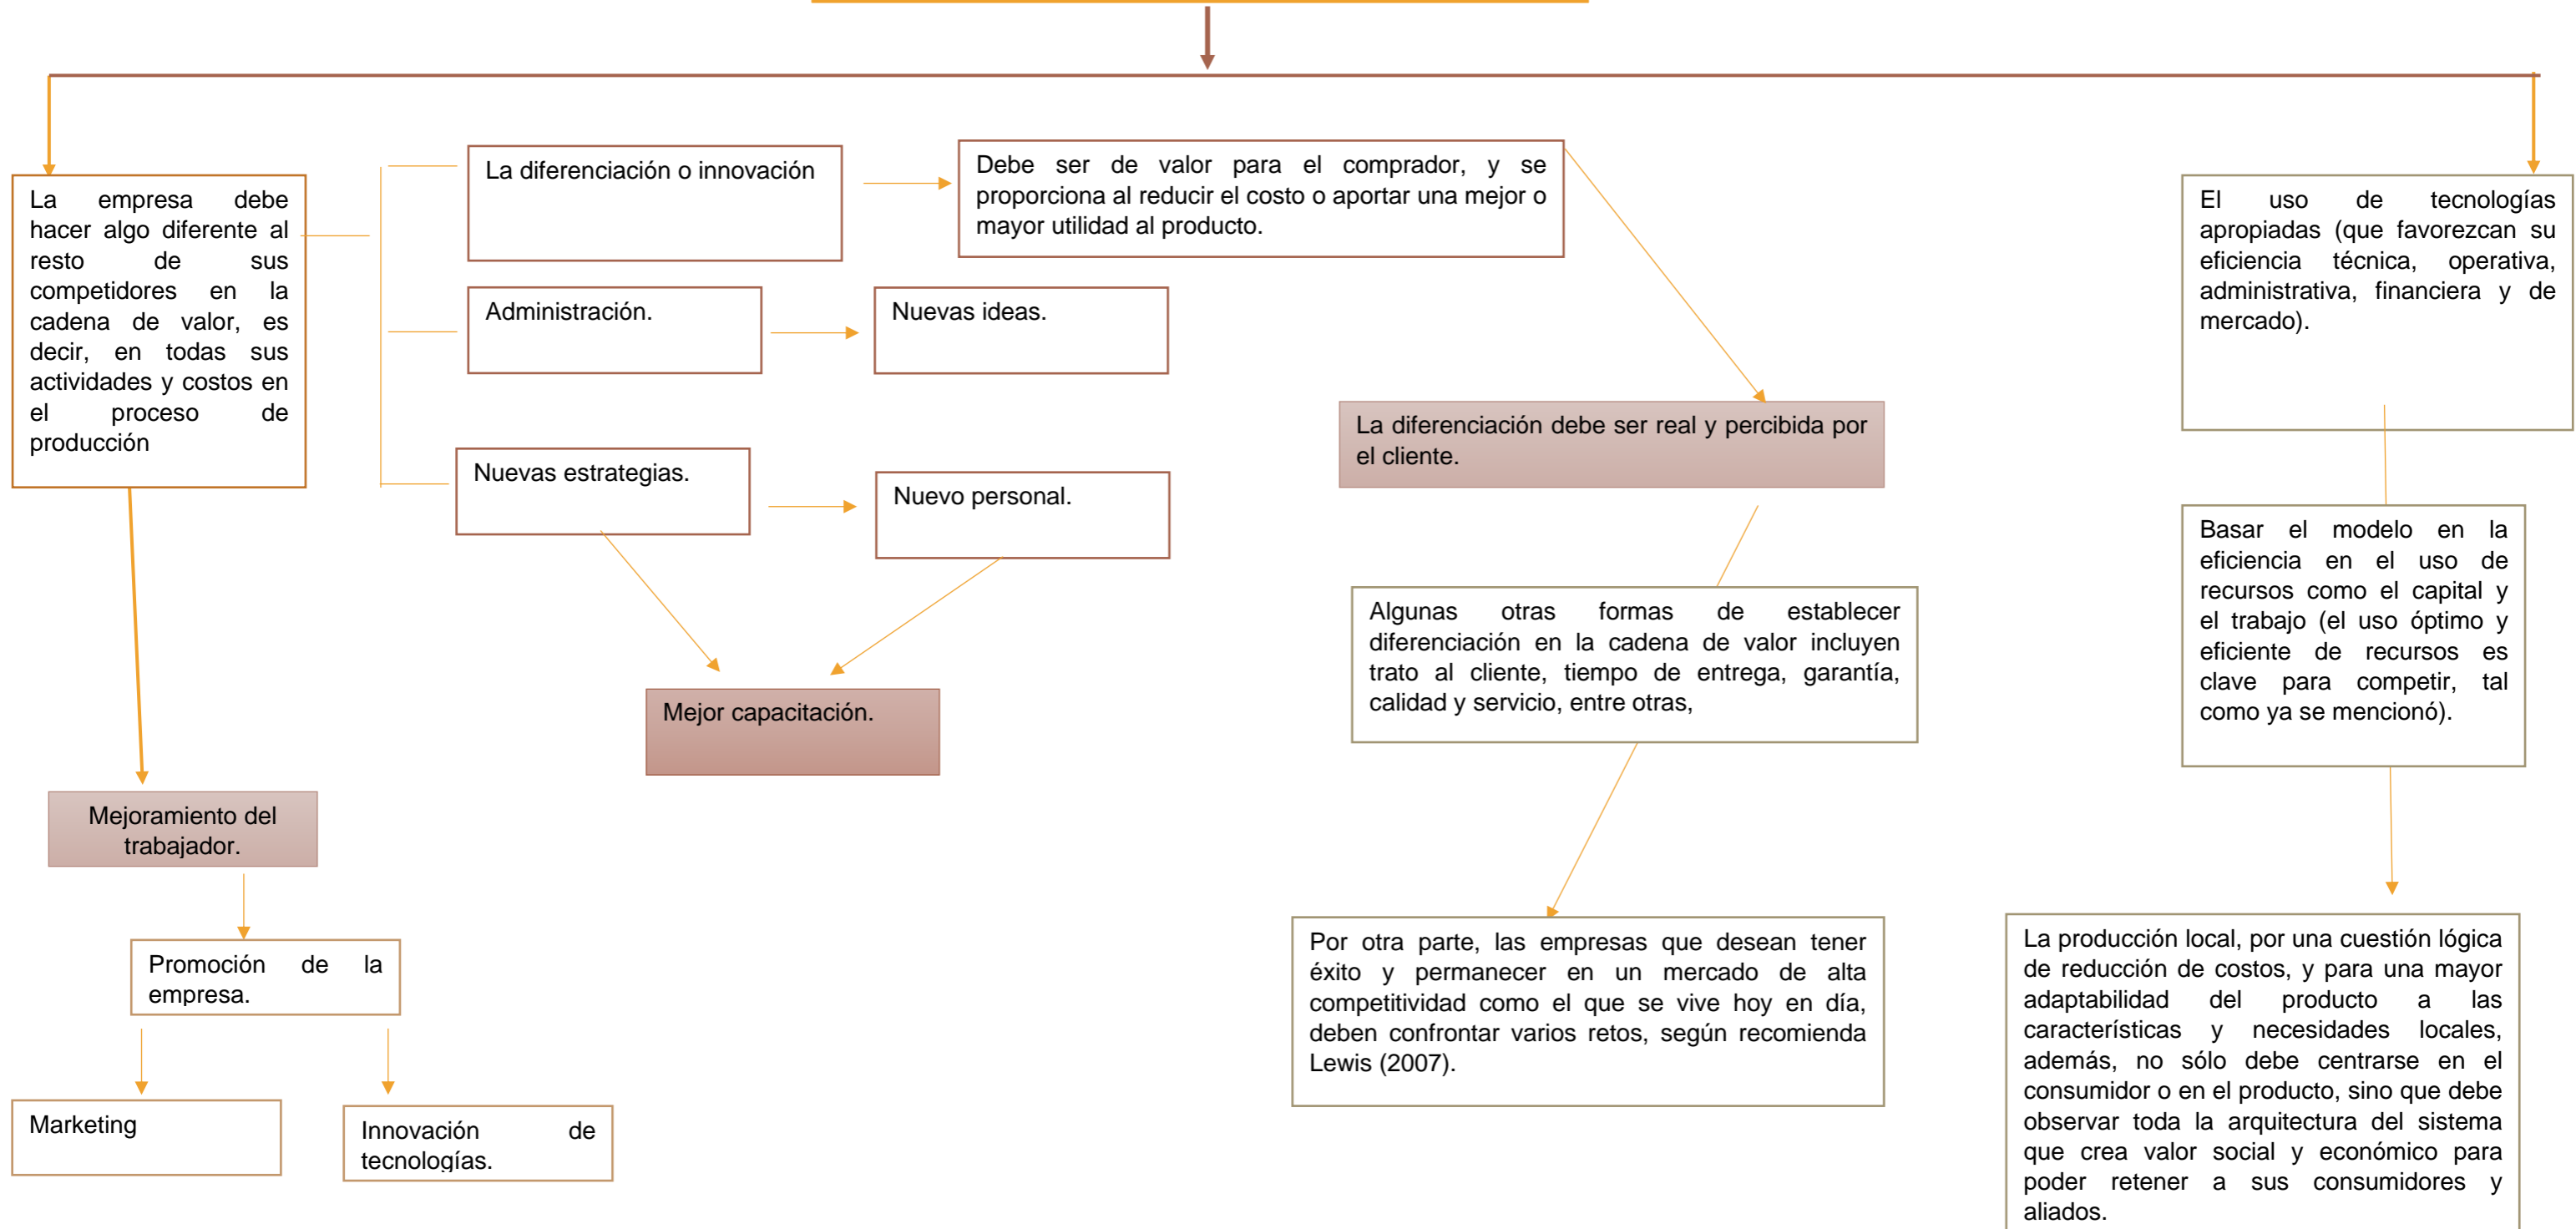 La empresa debe
hacer algo diferente al
resto de sus
competidores en la
cadena de valor, es
decir, en todas sus
actividades y costos en
el proceso de
producción
La diferenciación o innovación
Debe ser de valor para el comprador, y se
proporciona al reducir el costo o aportar una mejor o
mayor utilidad al producto.
Administración.
Nuevas ideas.
Nuevas estrategias.
Nuevo personal.
Mejor capacitación.
Mejoramiento del
trabajador.
Promoción de la
empresa.
Marketing
Innovación de
tecnologías.
La diferenciación debe ser real y percibida por
el cliente.
Algunas otras formas de establecer
diferenciación en la cadena de valor incluyen
trato al cliente, tiempo de entrega, garantía,
calidad y servicio, entre otras,
Por otra parte, las empresas que desean tener
éxito y permanecer en un mercado de alta
competitividad como el que se vive hoy en día,
deben confrontar varios retos, según recomienda
Lewis (2007).
El uso de tecnologías
apropiadas (que favorezcan su
eficiencia técnica, operativa,
administrativa, financiera y de
mercado).
Basar el modelo en la
eficiencia en el uso de
recursos como el capital y
el trabajo (el uso óptimo y
eficiente de recursos es
clave para competir, tal
como ya se mencionó).
La producción local, por una cuestión lógica
de reducción de costos, y para una mayor
adaptabilidad del producto a las
características y necesidades locales,
además, no sólo debe centrarse en el
consumidor o en el producto, sino que debe
observar toda la arquitectura del sistema
que crea valor social y económico para
poder retener a sus consumidores y
aliados.